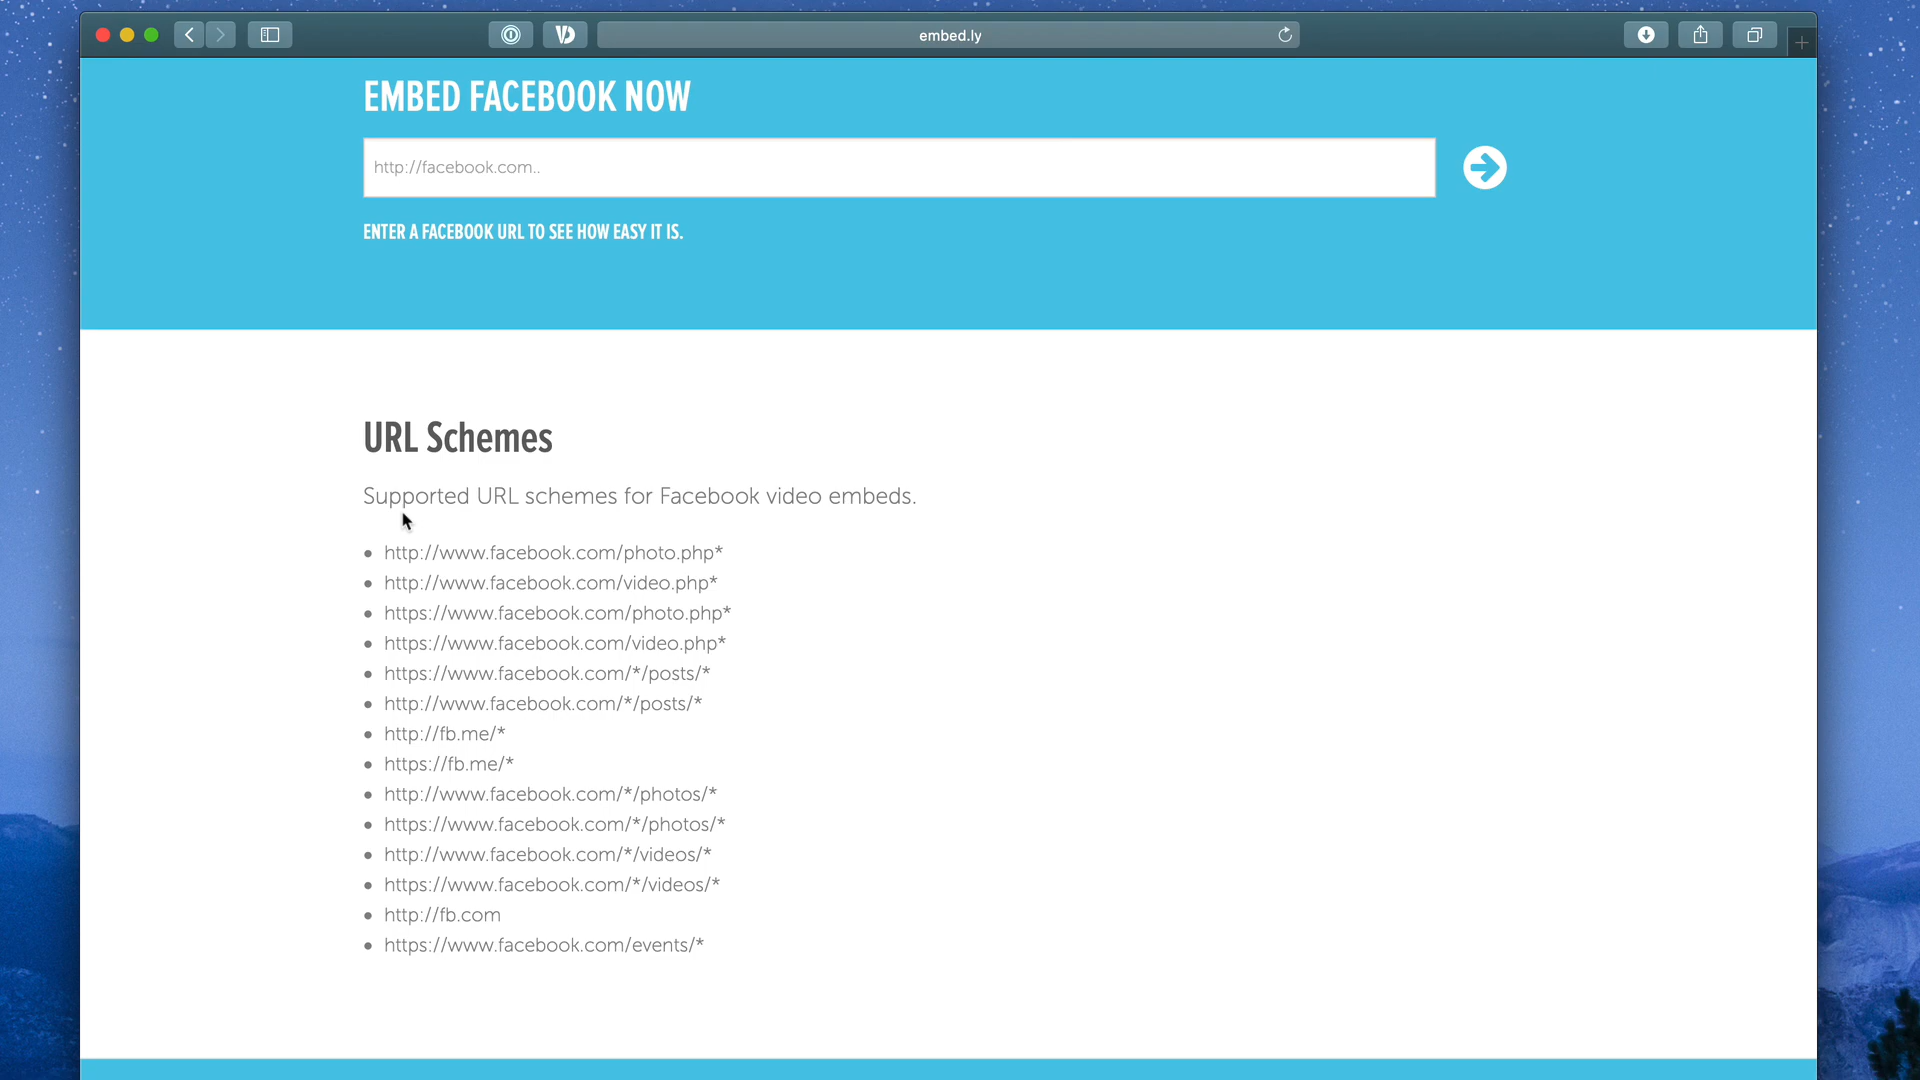 embed.ly
EMBED FACEBOOK NOW
http://facebook.com..
ENTER A FACEBOOK URL TO SEE HOW EASY IT IS.
URL Schemes
Supported URL schemes for Facebook video embeds.
http://www.facebook.com/photo.php*
http://www.facebook.com/video.php*
https://www.facebook.com/photo.php*
https://www.facebook.com/video.php*
https://www.facebook.com/*/posts/*
http://www.facebook.com/*/posts/*
http://fb.me/*
https://fb.me/*
http://www.facebook.com/*/photos/*
https://www.facebook.com/*/photos/*
http://www.facebook.com/*/videos/*
https://www.facebook.com/*/videos/*
http://fb.com
https://www.facebook.com/events/*